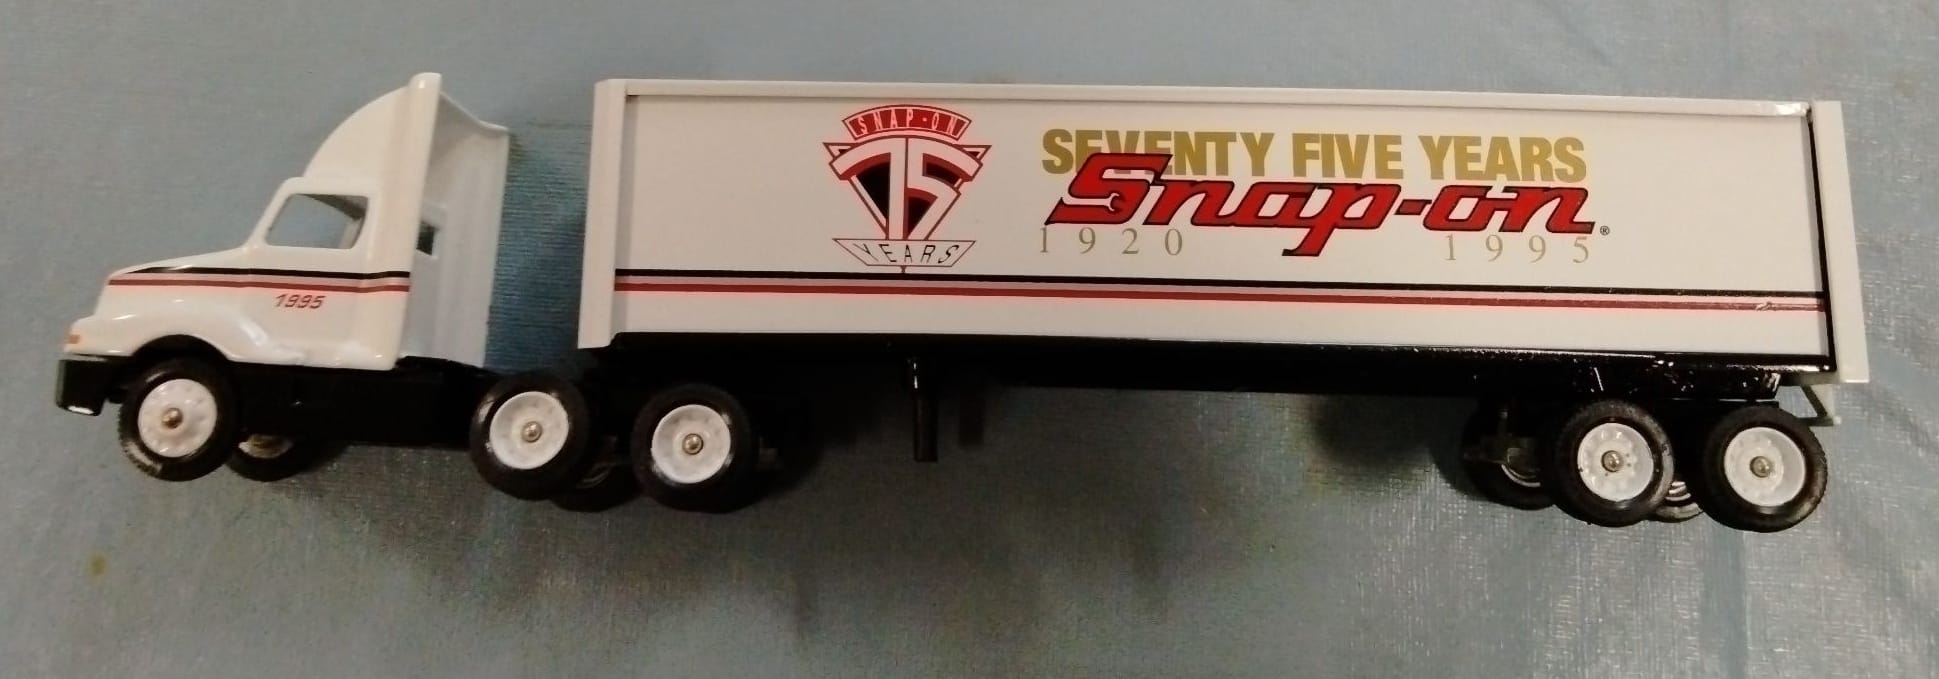 1995
SNAP-ON
75
YEARS
SEVENTY FIVE YEARS
Snap-on®
1920 1995